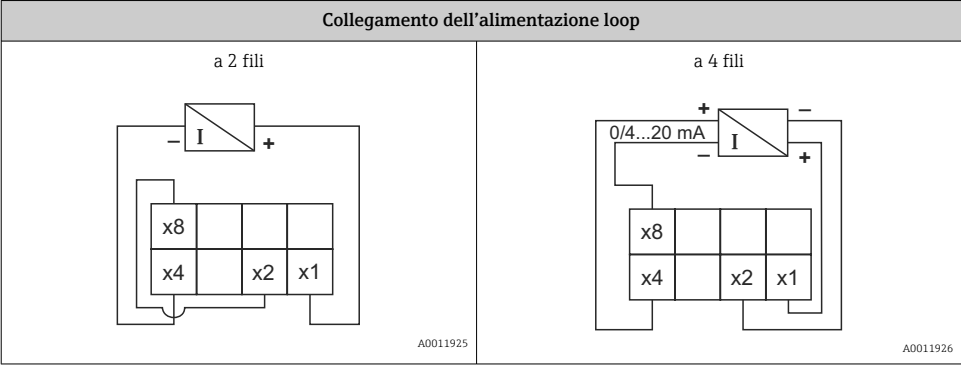 Collegamento dell'alimentazione loop
a 2 fili
– I +
x8
x4 x2 x1
A0011925
a 4 fili
+ –
0/4...20 mA I
– +
x8
x4 x2 x1
A0011926